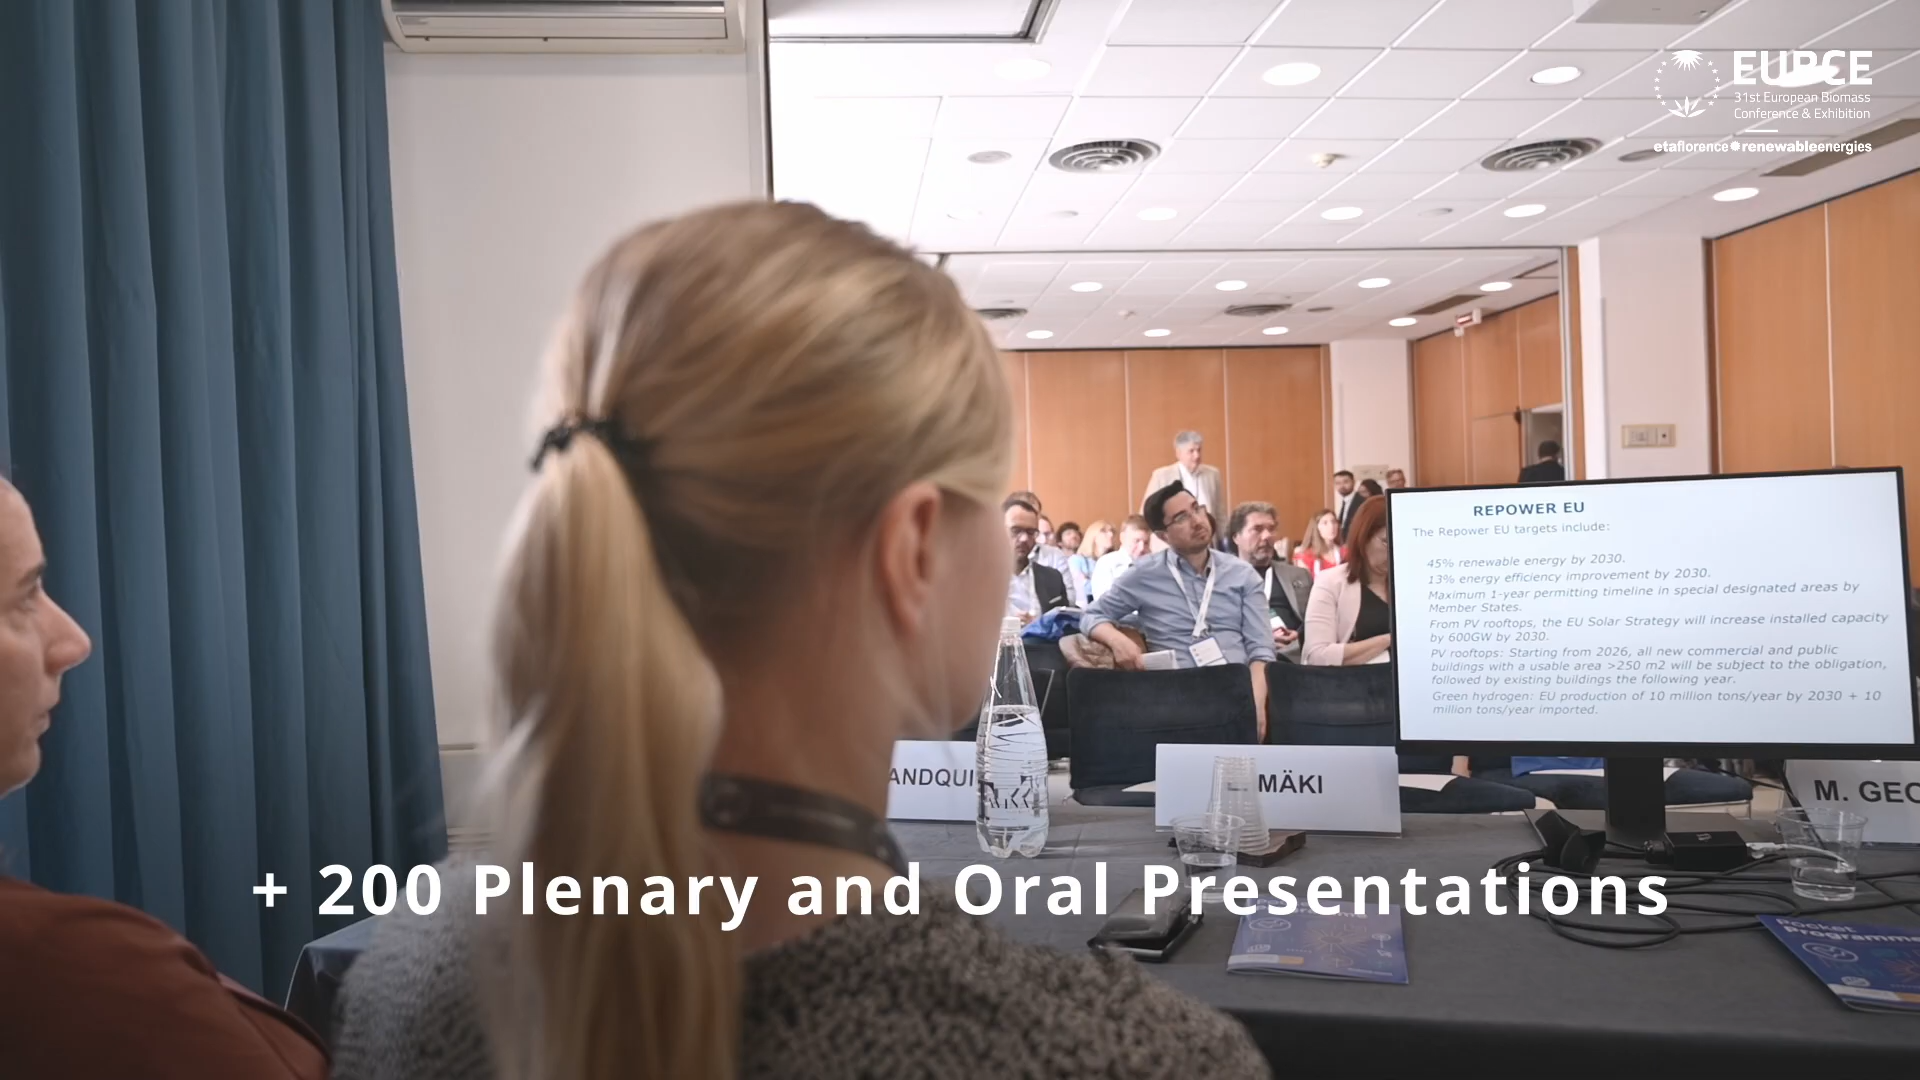 EUBCE
31st European Biomass
Conference & Exhibition
etaflorence renewableenergies
REPOWER EU
The Repower EU targets include:
45% renewable energy by 2030.
13% energy efficiency improvement by 2030.
Maximum 1-year permitting timeline in special designated areas by
Member States.
From PV rooftops, the EU Solar Strategy will increase installed capacity
by 600GW by 2030.
PV rooftops: Starting from 2026, all new commercial and public
buildings with a usable area >250 m2 will be subject to the obligation,
followed by existing buildings the following year.
Green hydrogen: EU production of 10 million tons/year by 2030 + 10
million tons/year imported.
ANDQUI
MÄKI
M. GEO
+ 200 Plenary and Oral Presentations
pocket
programme